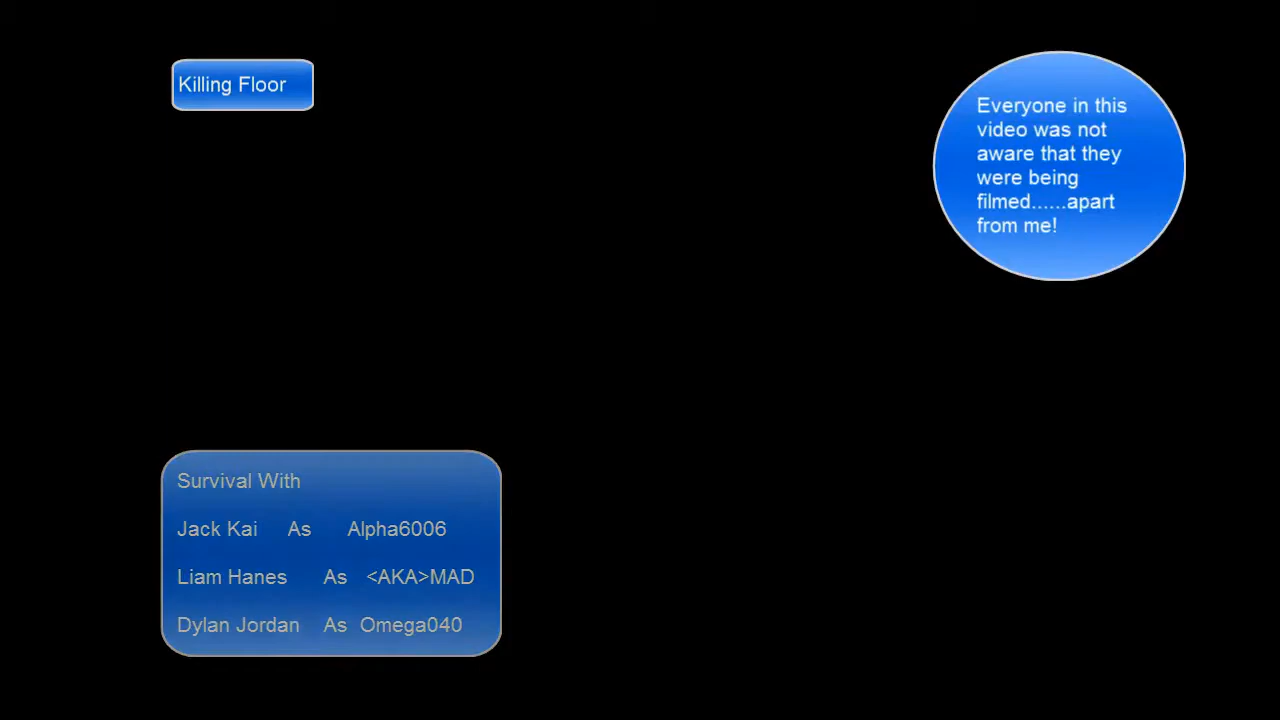 Killing Floor
Everyone in this
video was not
aware that they
were being
filmed......apart
from me!
Survival With
Jack Kai As Alpha6006
Liam Hanes As <AKA>MAD
Dylan Jordan As Omega040